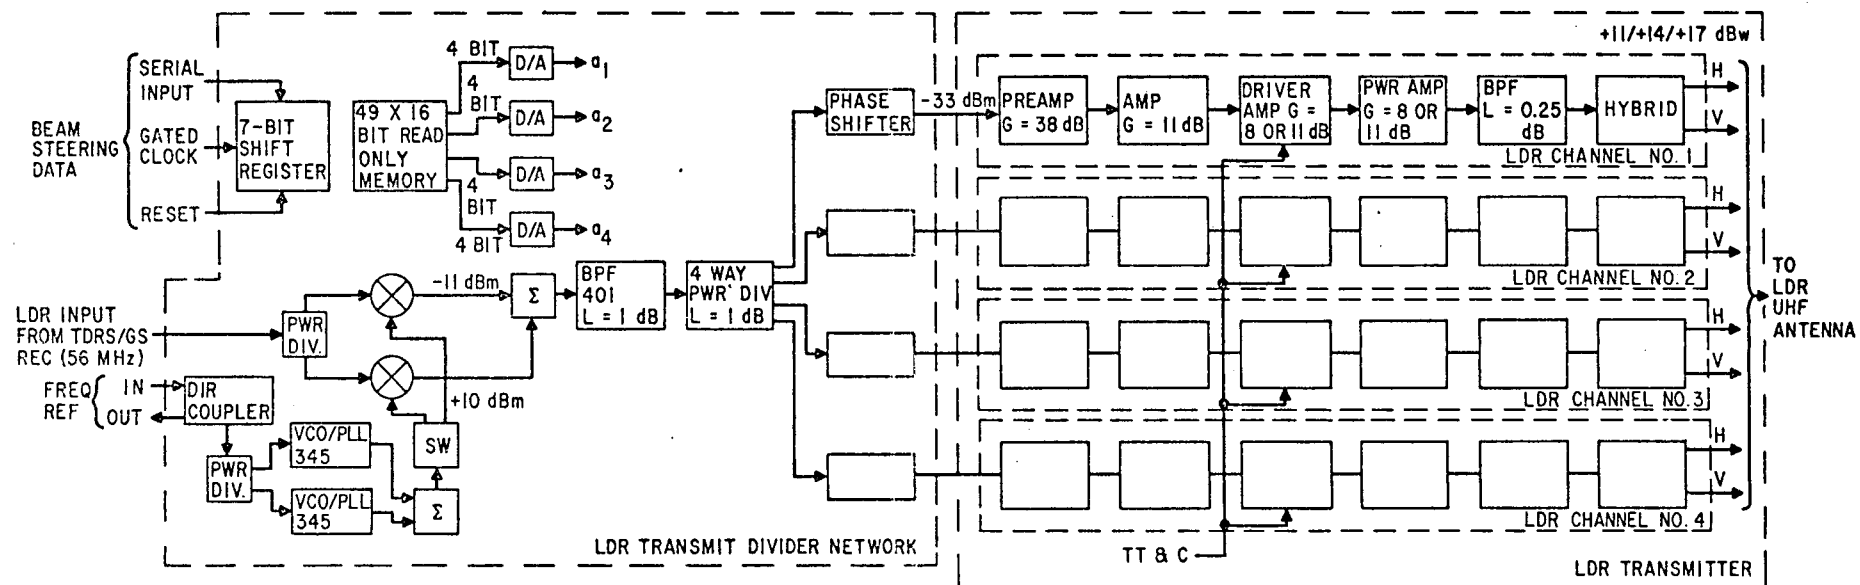 +11/+14/+17 dBw
BEAM
STEERING
DATA
SERIAL
INPUT
GATED
CLOCK
RESET
7-BIT
SHIFT
REGISTER
49 X 16
BIT READ
ONLY
MEMORY
4 BIT
4
BIT
4
BIT
4 BIT
D/A
D/A
D/A
D/A
a1
a2
a3
a4
LDR INPUT
FROM TDRS/GS
REC (56 MHz)
FREQ
REF
IN
OUT
DIR
COUPLER
PWR
DIV.
PWR
DIV.
VCO/PLL
345
VCO/PLL
345
Σ
SW
+10 dBm
-11 dBm
Σ
BPF
401
L = 1 dB
4 WAY
PWR DIV
L = 1 dB
PHASE
SHIFTER
-33 dBm
LDR TRANSMIT DIVIDER NETWORK
PREAMP
G = 38 dB
AMP
G = 11 dB
DRIVER
AMP G =
8 OR 11 dB
PWR AMP
G = 8 OR
11 dB
BPF
L = 0.25
dB
HYBRID
H
V
LDR CHANNEL NO. 1
H
V
LDR CHANNEL NO. 2
H
V
LDR CHANNEL NO. 3
H
V
LDR CHANNEL NO. 4
TT & C
TO
LDR
UHF
ANTENNA
LDR TRANSMITTER